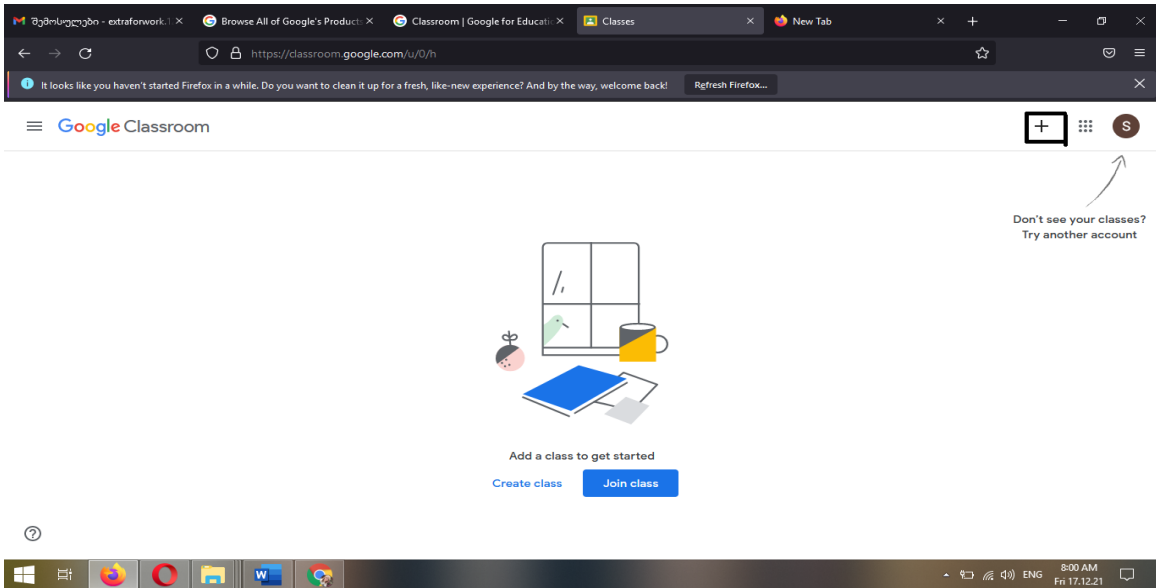 შემოსულები - extraforwork.1
Browse All of Google's Products
Classroom | Google for Educatio
Classes
New Tab
https://classroom.google.com/u/0/h
It looks like you haven't started Firefox in a while. Do you want to clean it up for a fresh, like-new experience? And by the way, welcome back!
Refresh Firefox...
Google Classroom
S
Don't see your classes?
Try another account
Add a class to get started
Create class
Join class
ENG
8:00 AM
Fri 17.12.21